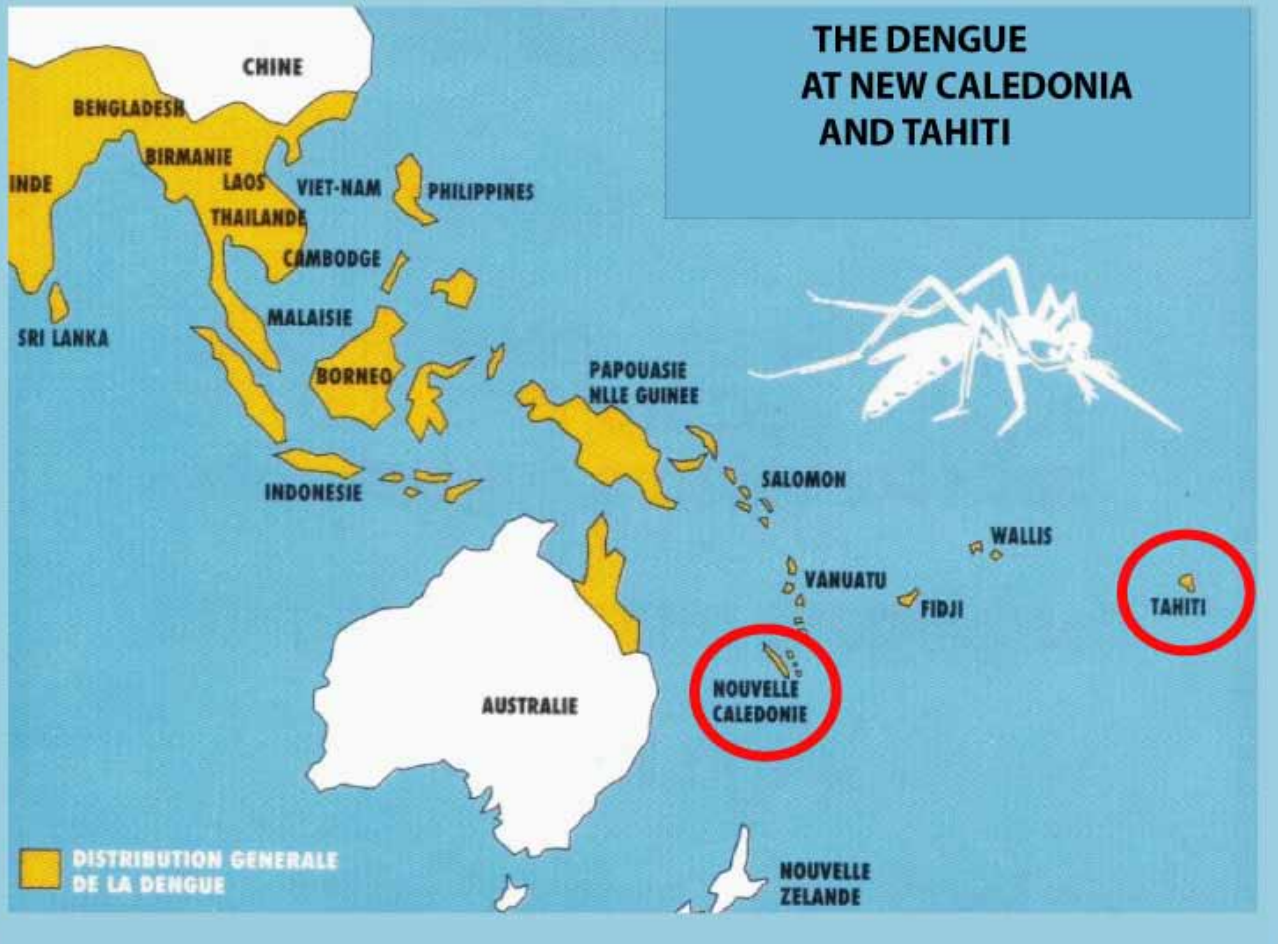 THE DENGUE
AT NEW CALEDONIA
AND TAHITI
CHINE
BENGLADESH
BIRMANIE
INDE
LAOS
VIET-NAM
PHILIPPINES
THAILANDE
CAMBODGE
SRI LANKA
MALAISIE
BORNEO
PAPOUASIE
NLLE GUINEE
INDONESIE
SALOMON
WALLIS
VANUATU
FIDJI
TAHITI
NOUVELLE
CALEDONIE
AUSTRALIE
DISTRIBUTION GENERALE
DE LA DENGUE
NOUVELLE
ZELANDE